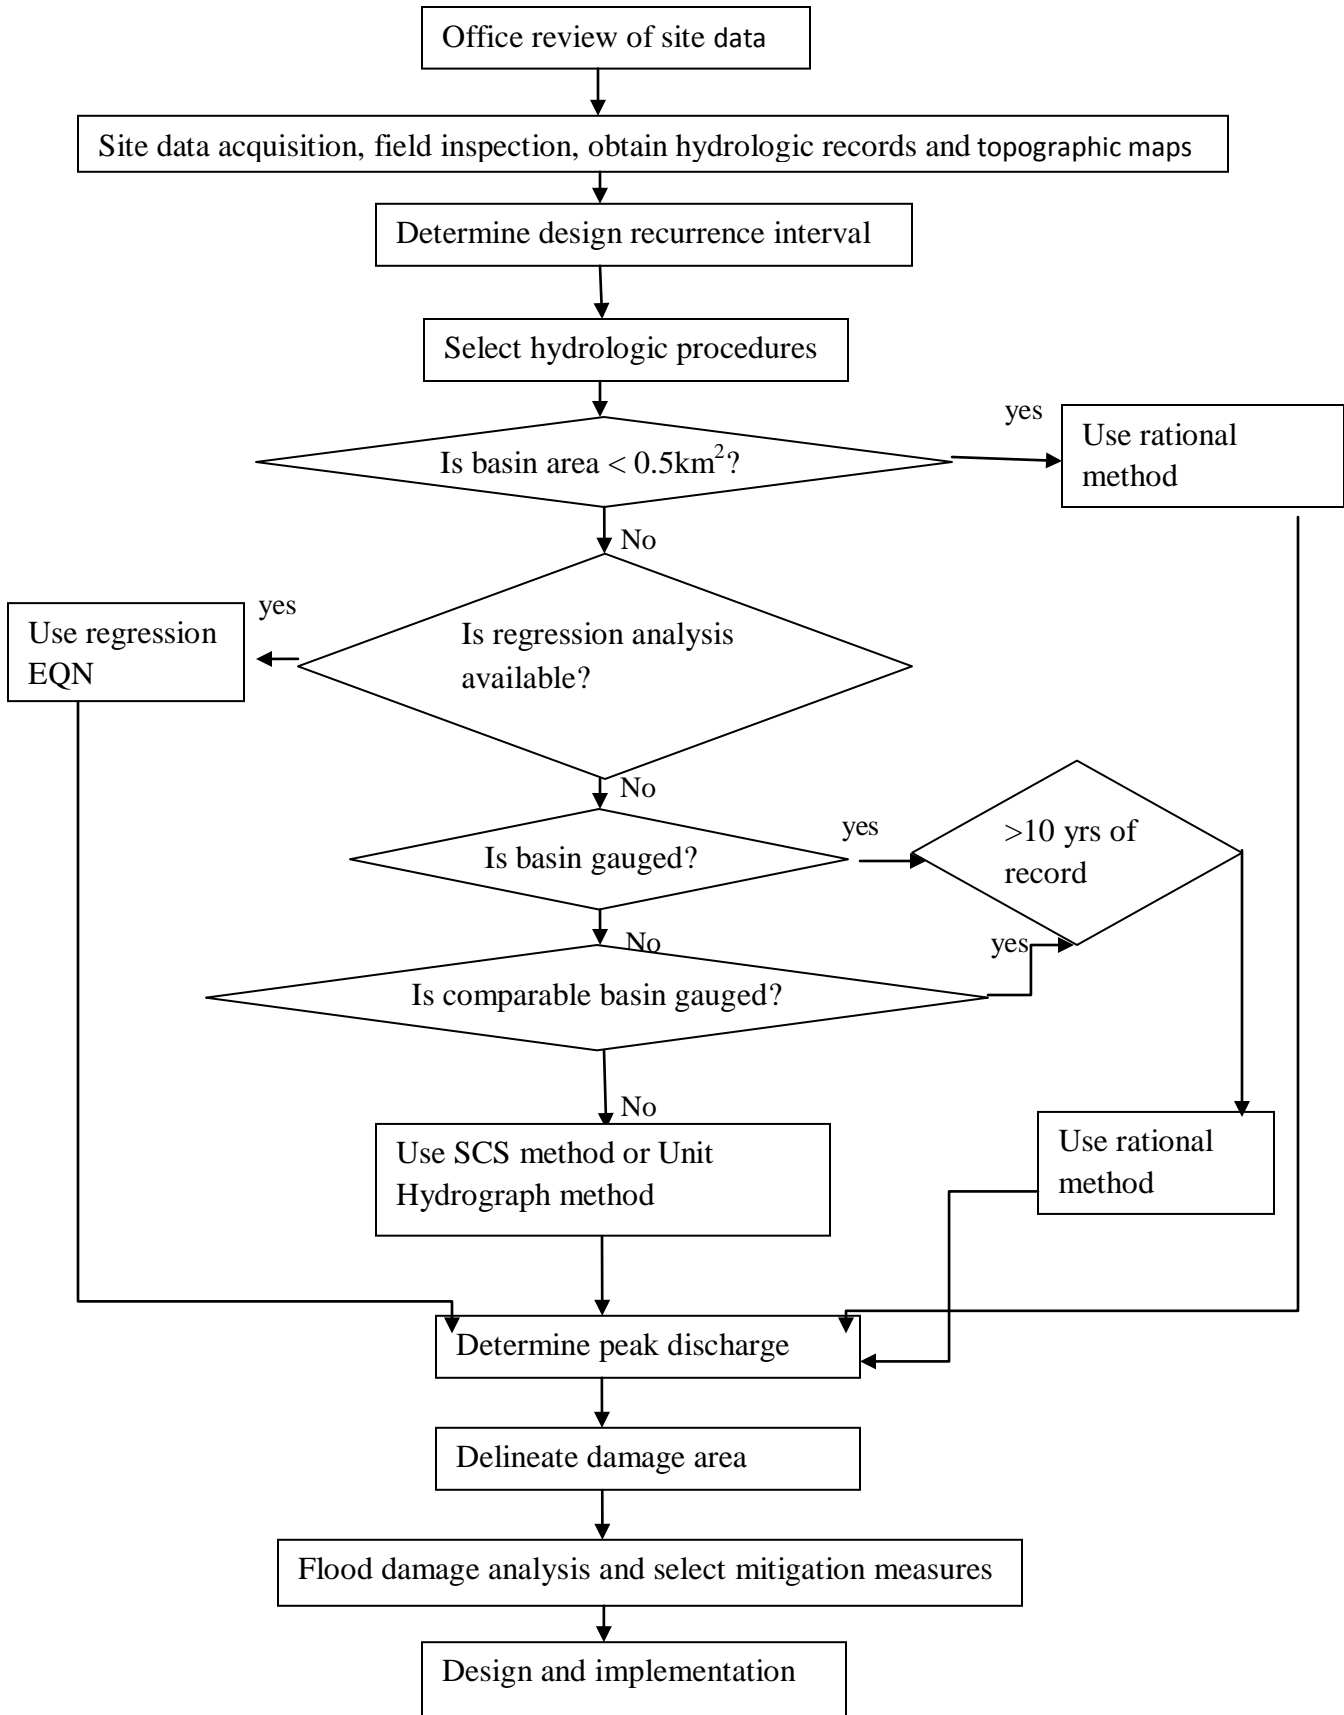 Office review of site data
Site data acquisition, field inspection, obtain hydrologic records and topographic maps
Determine design recurrence interval
Select hydrologic procedures
yes
Is basin area < 0.5km²?
Use rational
method
No
yes
Use regression
EQN
Is regression analysis
available?
No
yes
Is basin gauged?
>10 yrs of
record
No
yes
Is comparable basin gauged?
No
Use SCS method or Unit
Hydrograph method
Use rational
method
Determine peak discharge
Delineate damage area
Flood damage analysis and select mitigation measures
Design and implementation